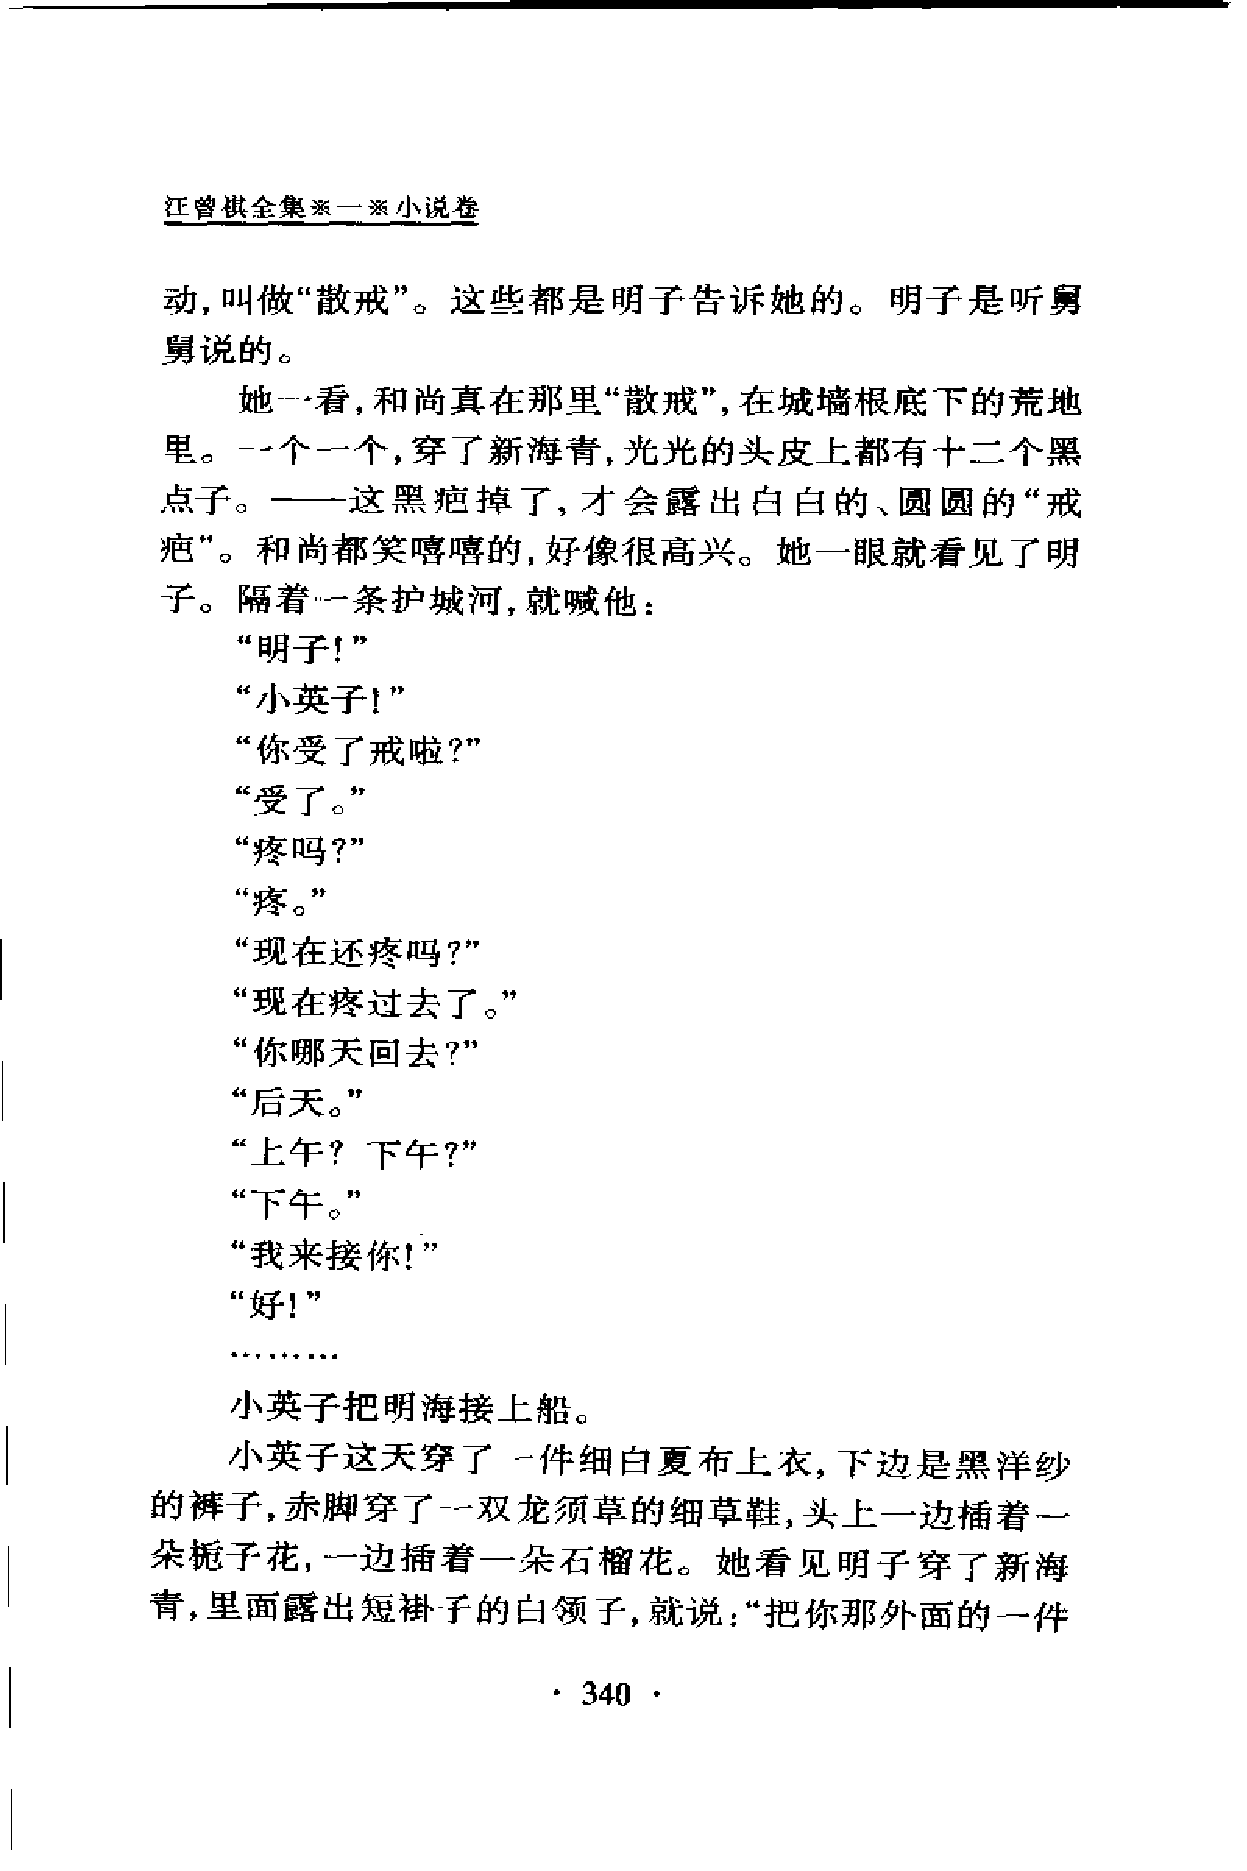 汪曾祺全集※一※小说卷
动,叫做“散戒”。这些都是明子告诉她的。明子是听舅
舅说的。
她一看,和尚真在那里“散戒”,在城墙根底下的荒地
里。一个一个,穿了新海青,光光的头皮上都有十二个黑
点子。——这黑疤掉了,才会露出白白的、圆圆的“戒
疤”。和尚都笑嘻嘻的,好像很高兴。她一眼就看见了明
子。隔着一条护城河,就喊他:
“明子!”
“小英子!”
“你受了戒啦?”
“受了。”
“疼吗?”
“疼。”
“现在还疼吗?”
“现在疼过去了。”
“你哪天回去?”
“后天。”
“上午? 下午?”
“下午。”
“我来接你!”
“好!”
………
小英子把明海接上船。
小英子这天穿了一件细白夏布上衣,下边是黑洋纱
的裤子,赤脚穿了一双龙须草的细草鞋,头上一边插着一
朵栀子花,一边插着一朵石榴花。她看见明子穿了新海
青,里面露出短褂子的白领子,就说:“把你那外面的一件
· 340 ·